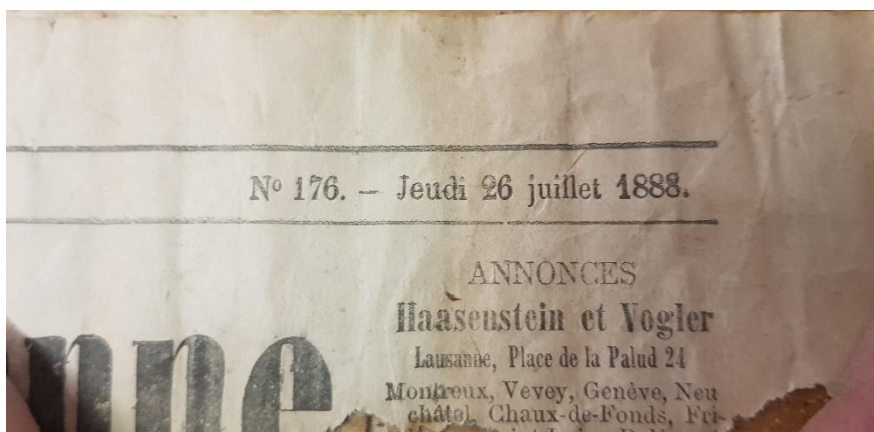 Nº 176. — Jeudi 26 juillet 1888.
ANNONCES
Haasenstein et Vogler
Lausanne, Place de la Palud 24
nne
Montreux, Vevey, Genève, Neu
châtel, Chaux-de-Fonds, Fri-